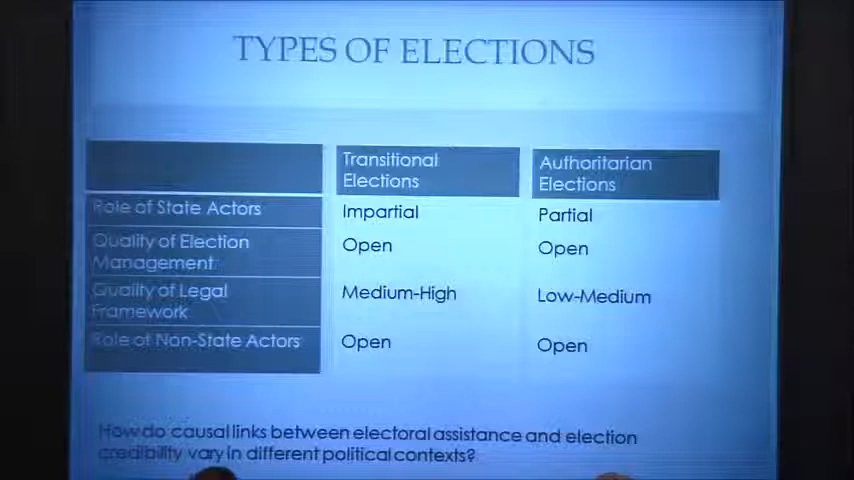 TYPES OF ELECTIONS
Transitional
Elections
Authoritarian
Elections
Role of State Actors
Impartial
Partial
Quality of Election
Management
Open
Open
Quality of Legal
Framework
Medium-High
Low-Medium
Role of Non-State Actors
Open
Open
How do causal links between electoral assistance and election
credibility vary in different political contexts?